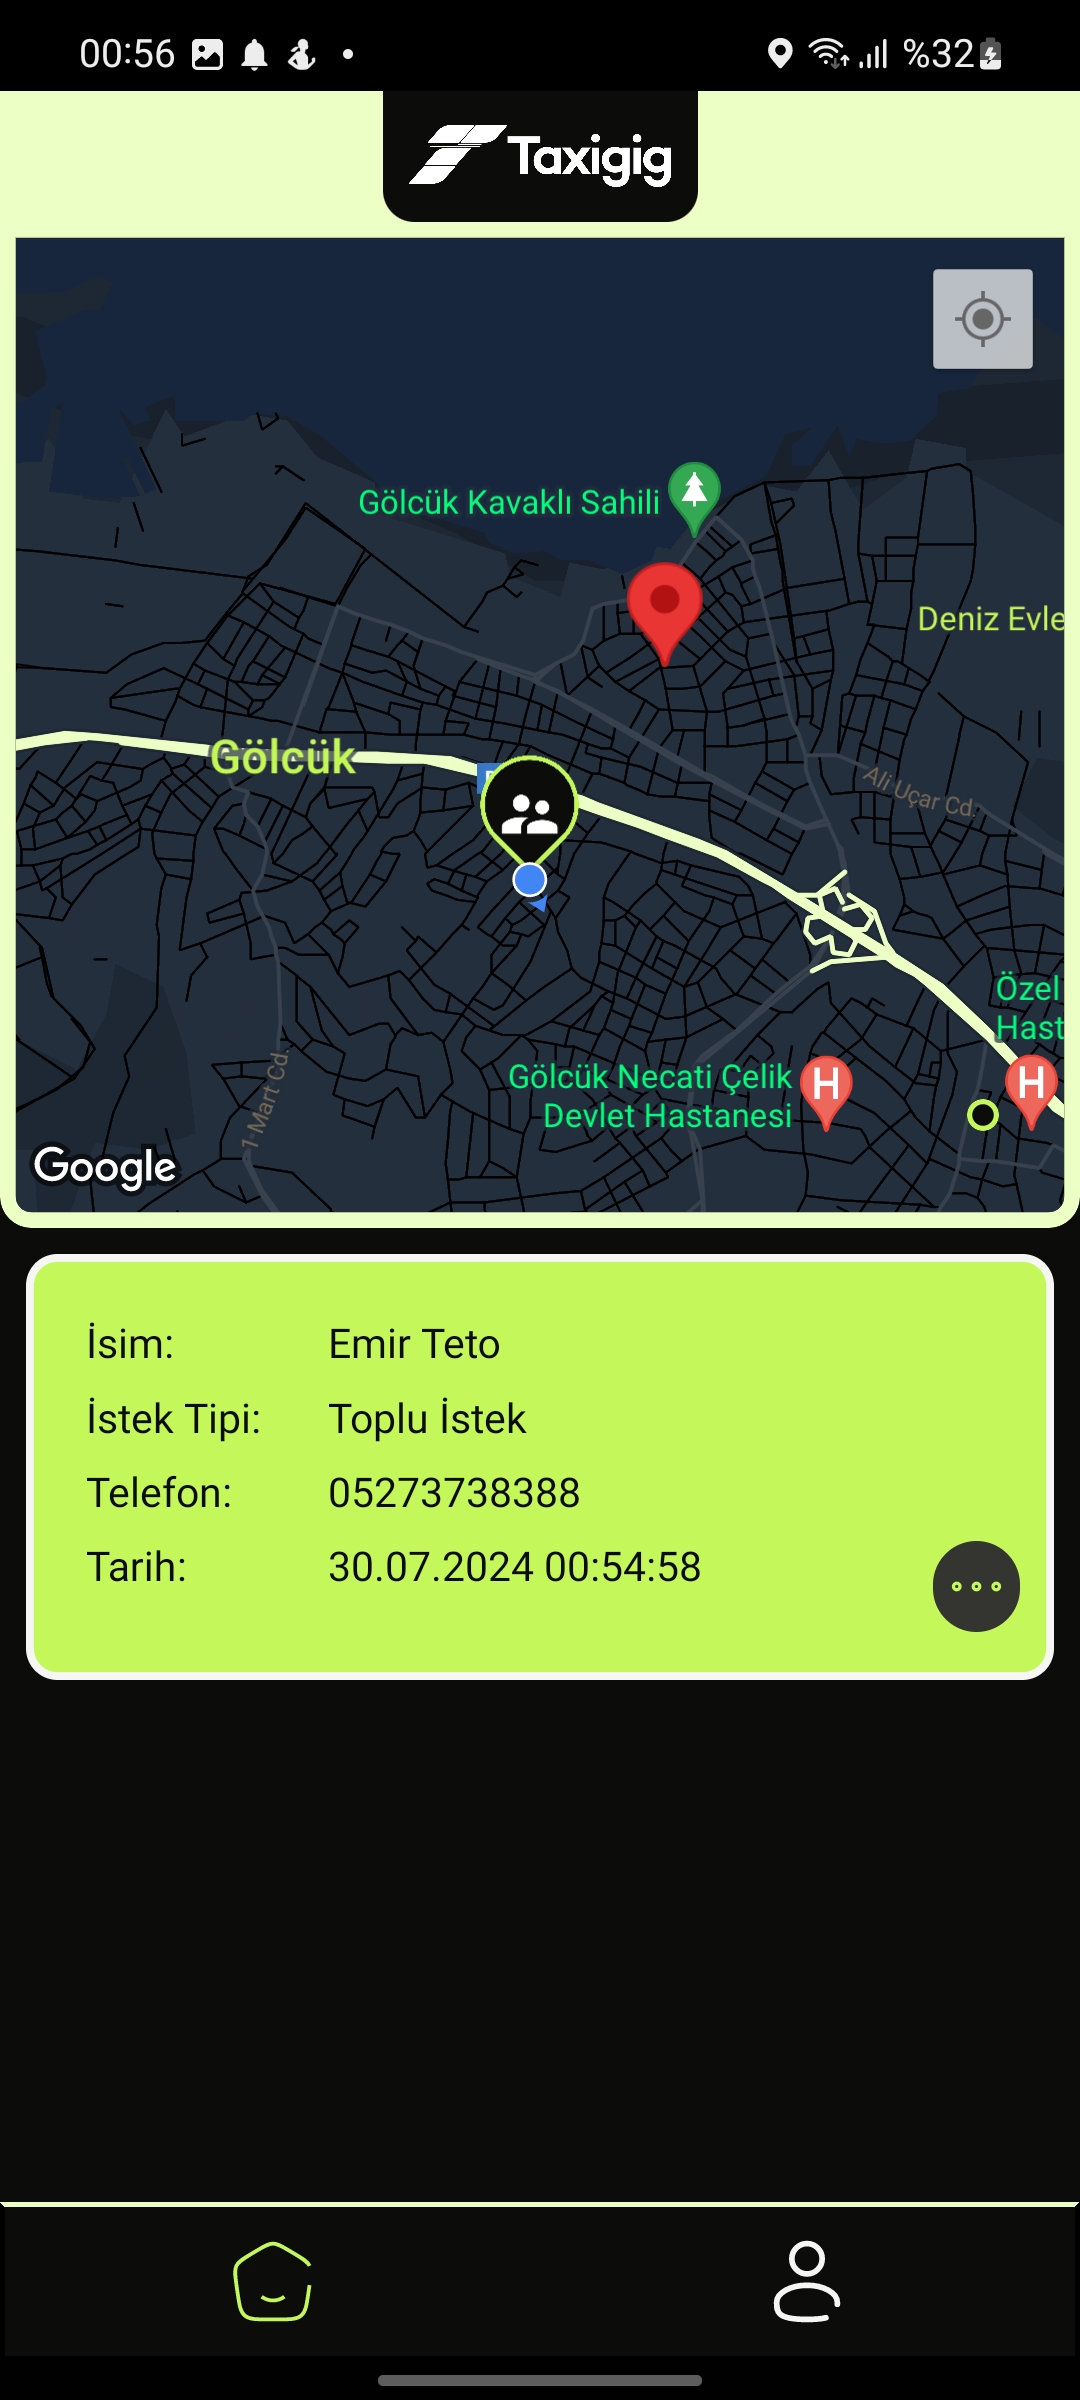 00:56
%32
Taxigig
Gölcük Kavaklı Sahili
Deniz Evle
Gölcük
Ali Uçar Cd.
Özel
Hast
Gölcük Necati Çelik
Devlet Hastanesi
H
H
1 Mart Cd.
Google
İsim: Emir Teto
İstek Tipi: Toplu İstek
Telefon: 05273738388
Tarih: 30.07.2024 00:54:58